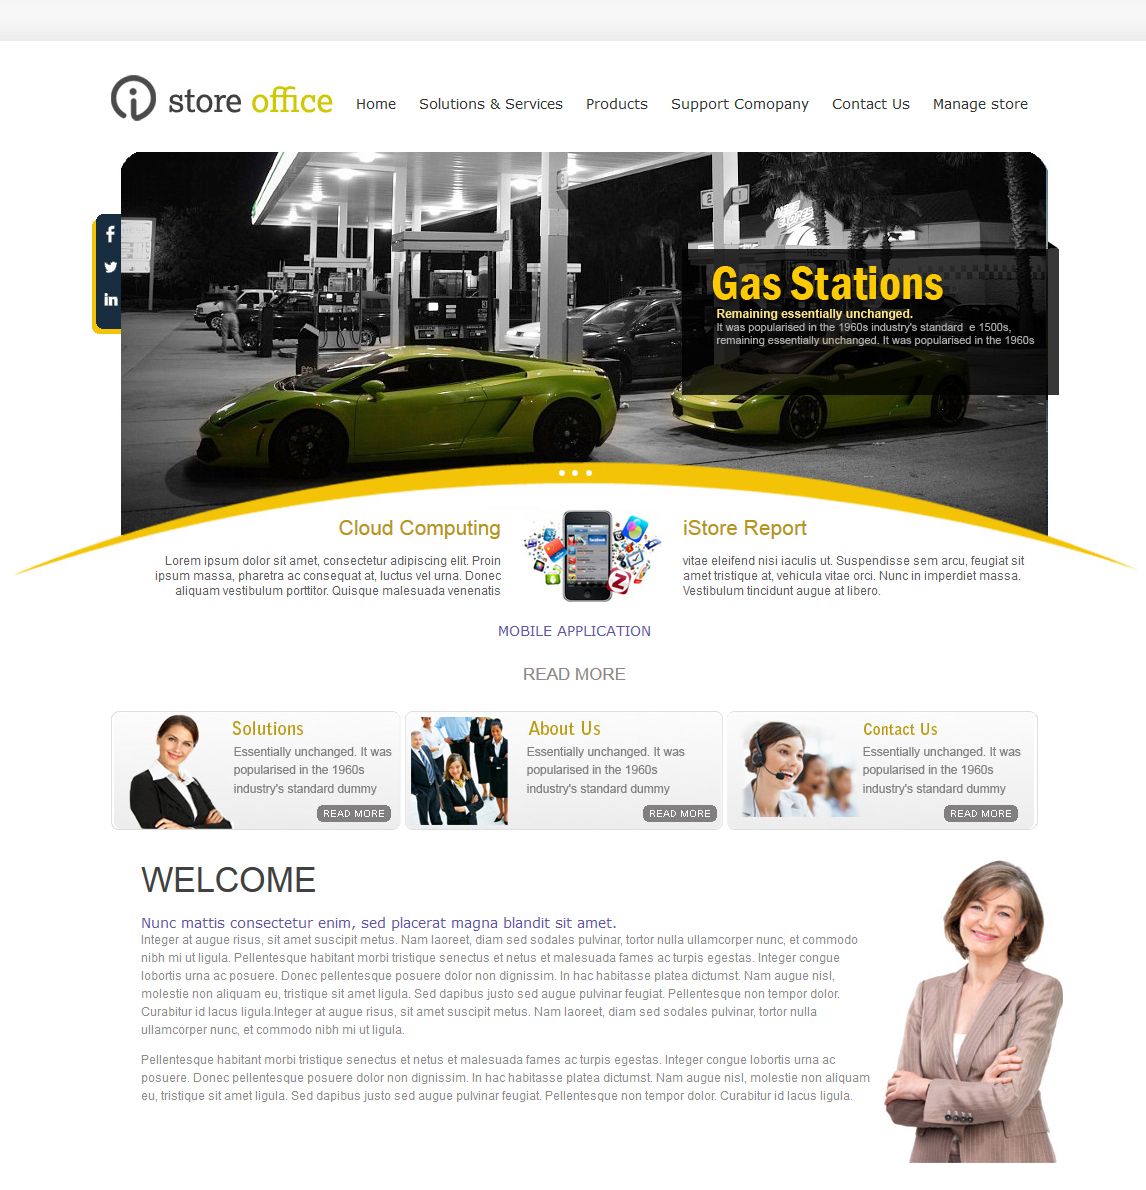 store office
Home Solutions & Services Products Support Comopany Contact Us Manage store
Gas Stations
Remaining essentially unchanged.
It was popularised in the 1960s industry's standard e 1500s,
remaining essentially unchanged. It was popularised in the 1960s
Cloud Computing
Lorem ipsum dolor sit amet, consectetur adipiscing elit. Proin
ipsum massa, pharetra ac consequat at, luctus vel urna. Donec
aliquam vestibulum porttitor. Quisque malesuada venenatis
iStore Report
vitae eleifend nisi iaculis ut. Suspendisse sem arcu, feugiat sit
amet tristique at, vehicula vitae orci. Nunc in imperdiet massa.
Vestibulum tincidunt augue at libero.
MOBILE APPLICATION
READ MORE
Solutions
Essentially unchanged. It was
popularised in the 1960s
industry's standard dummy
READ MORE
About Us
Essentially unchanged. It was
popularised in the 1960s
industry's standard dummy
READ MORE
Contact Us
Essentially unchanged. It was
popularised in the 1960s
industry's standard dummy
READ MORE
WELCOME
Nunc mattis consectetur enim, sed placerat magna blandit sit amet.
Integer at augue risus, sit amet suscipit metus. Nam laoreet, diam sed sodales pulvinar, tortor nulla ullamcorper nunc, et commodo
nibh mi ut ligula. Pellentesque habitant morbi tristique senectus et netus et malesuada fames ac turpis egestas. Integer congue
lobortis urna ac posuere. Donec pellentesque posuere dolor non dignissim. In hac habitasse platea dictumst. Nam augue nisl,
molestie non aliquam eu, tristique sit amet ligula. Sed dapibus justo sed augue pulvinar feugiat. Pellentesque non tempor dolor.
Curabitur id lacus ligula.Integer at augue risus, sit amet suscipit metus. Nam laoreet, diam sed sodales pulvinar, tortor nulla
ullamcorper nunc, et commodo nibh mi ut ligula.
Pellentesque habitant morbi tristique senectus et netus et malesuada fames ac turpis egestas. Integer congue lobortis urna ac
posuere. Donec pellentesque posuere dolor non dignissim. In hac habitasse platea dictumst. Nam augue nisl, molestie non aliquam
eu, tristique sit amet ligula. Sed dapibus justo sed augue pulvinar feugiat. Pellentesque non tempor dolor. Curabitur id lacus ligula.